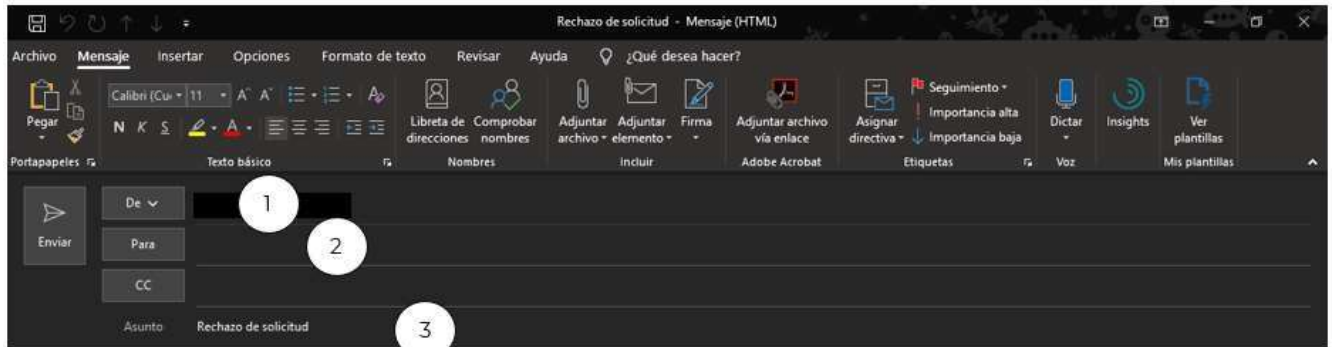 Rechazo de solicitud - Mensaje (HTML)
Archivo Mensaje Insertar Opciones Formato de texto Revisar Ayuda ¿Qué desea hacer?
Pegar
Calibri (Cu 11 A A
N K S A
Libreta de direcciones
Comprobar nombres
Adjuntar archivo
Adjuntar elemento
Firma
Adjuntar archivo vía enlace
Asignar directiva
Seguimiento
Importancia alta
Importancia baja
Dictar
Insights
Ver plantillas
Portapapeles Texto básico Nombres Incluir Adobe Acrobat Etiquetas Voz Mis plantillas
Enviar
De 1
Para 2
CC
Asunto Rechazo de solicitud 3